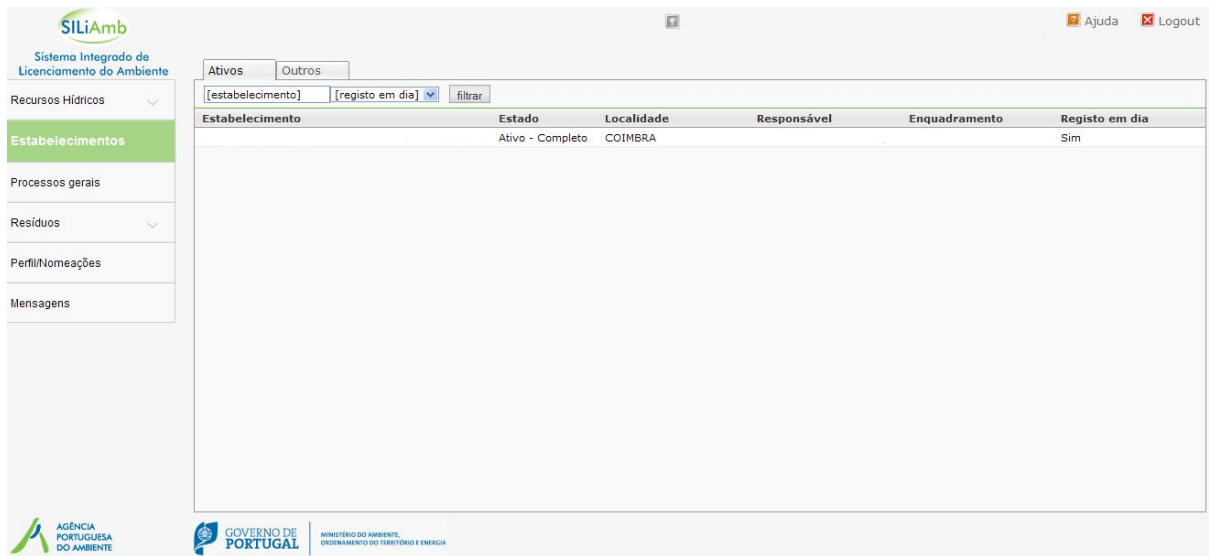 SILiAmb
Ajuda Logout
Sistema Integrado de
Licenciamento do Ambiente
Ativos Outros
Recursos Hídricos
[estabelecimento] [registo em dia] filtrar
Estabelecimento Estado Localidade Responsável Enquadramento Registo em dia
Ativo - Completo COIMBRA Sim
Estabelecimentos
Processos gerais
Resíduos
Perfil/Nomeações
Mensagens
AGÊNCIA
PORTUGUESA
DO AMBIENTE
GOVERNO DE
PORTUGAL
MINISTÉRIO DO AMBIENTE,
ORDENAMENTO DO TERRITÓRIO E ENERGIA